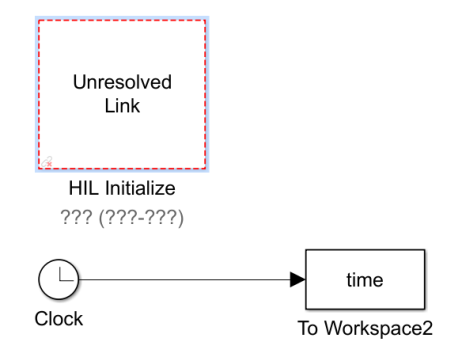 Unresolved
Link
HIL Initialize
??? (???-???)
time
Clock
To Workspace2